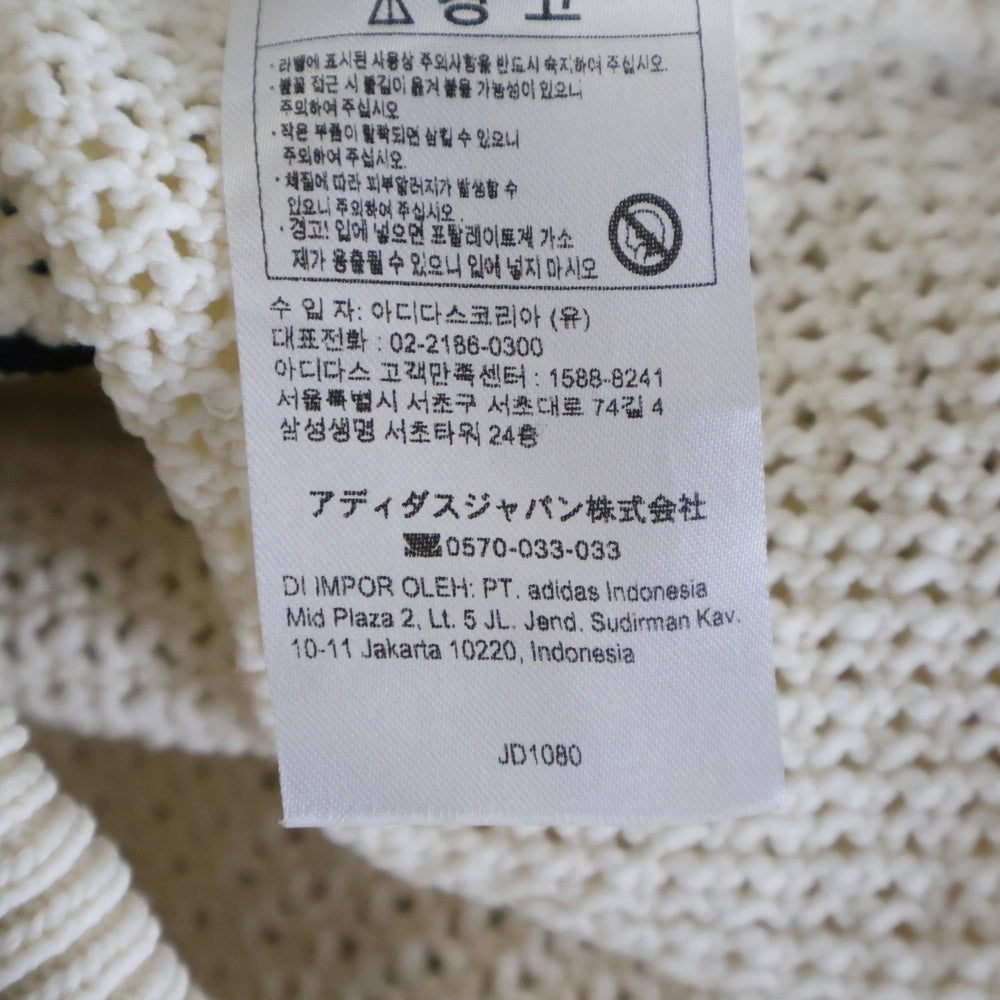 경고
· 라벨에 표시된 사용상 주의사항을 반드시 숙지하여 주십시오.
· 불꽃 접근 시 불길이 옮겨 붙을 가능성이 있으니
주의하여 주십시오
· 작은 부품이 탈락되면 삼킬 수 있으니
주의하여 주십시오.
· 체질에 따라 피부알러지가 발생할 수
있으니 주의하여 주십시오.
· 경고! 입에 넣으면 프탈레이트계 가소
제가 용출될 수 있으니 입에 넣지 마시오
수 입 자: 아디다스코리아 (유)
대표전화 : 02-2186-0300
아디다스 고객만족센터 : 1588-8241
서울특별시 서초구 서초대로 74길 4
삼성생명 서초타워 24층
アディダスジャパン株式会社
0570-033-033
DI IMPOR OLEH: PT. adidas Indonesia
Mid Plaza 2, Lt. 5 JL. Jend. Sudirman Kav.
10-11 Jakarta 10220, Indonesia
JD1080